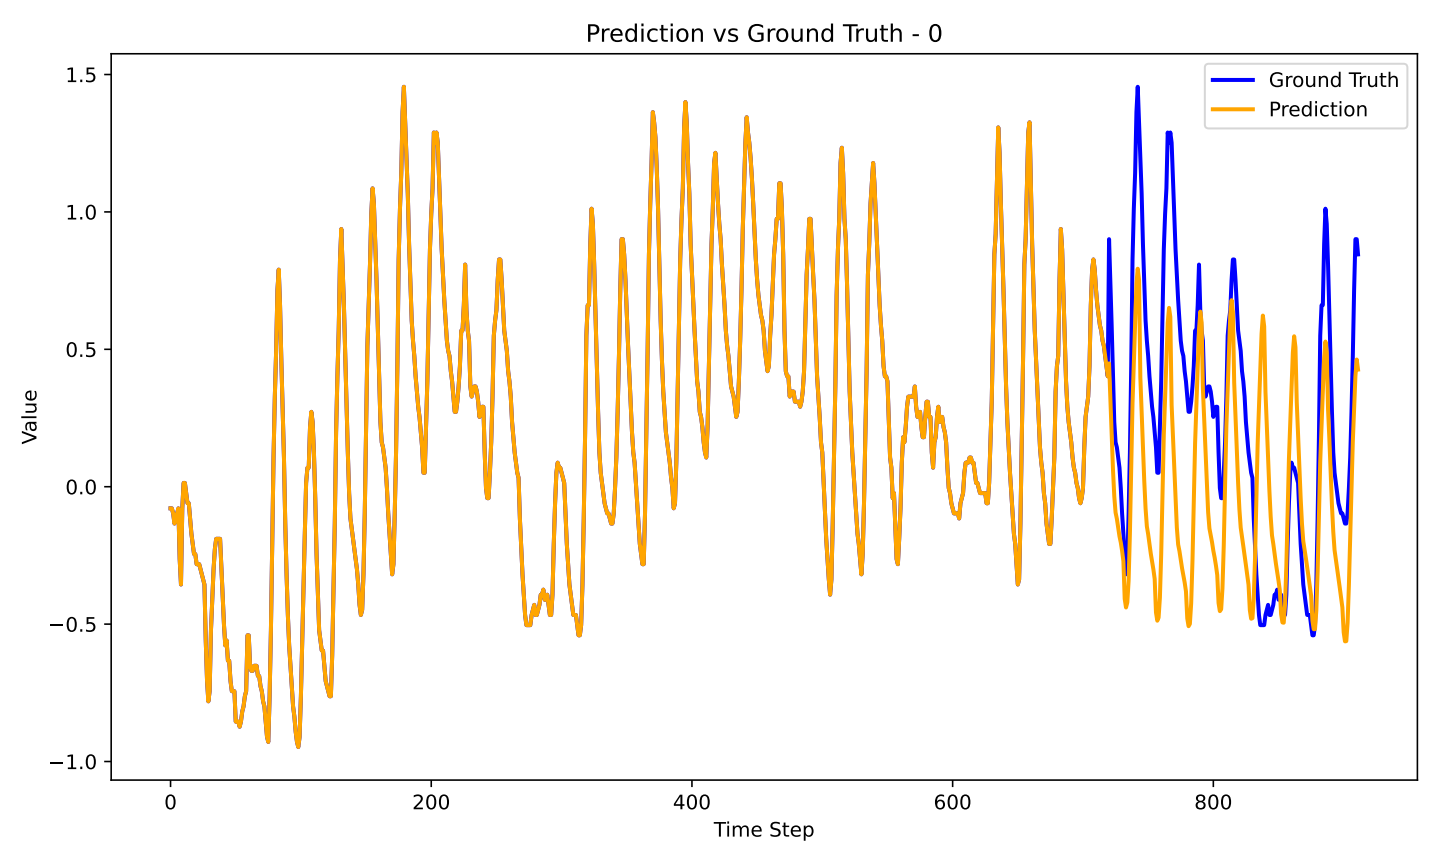 Prediction vs Ground Truth - 0
Ground Truth
Prediction
Value
1.5
1.0
0.5
0.0
−0.5
−1.0
0 200 400 600 800
Time Step